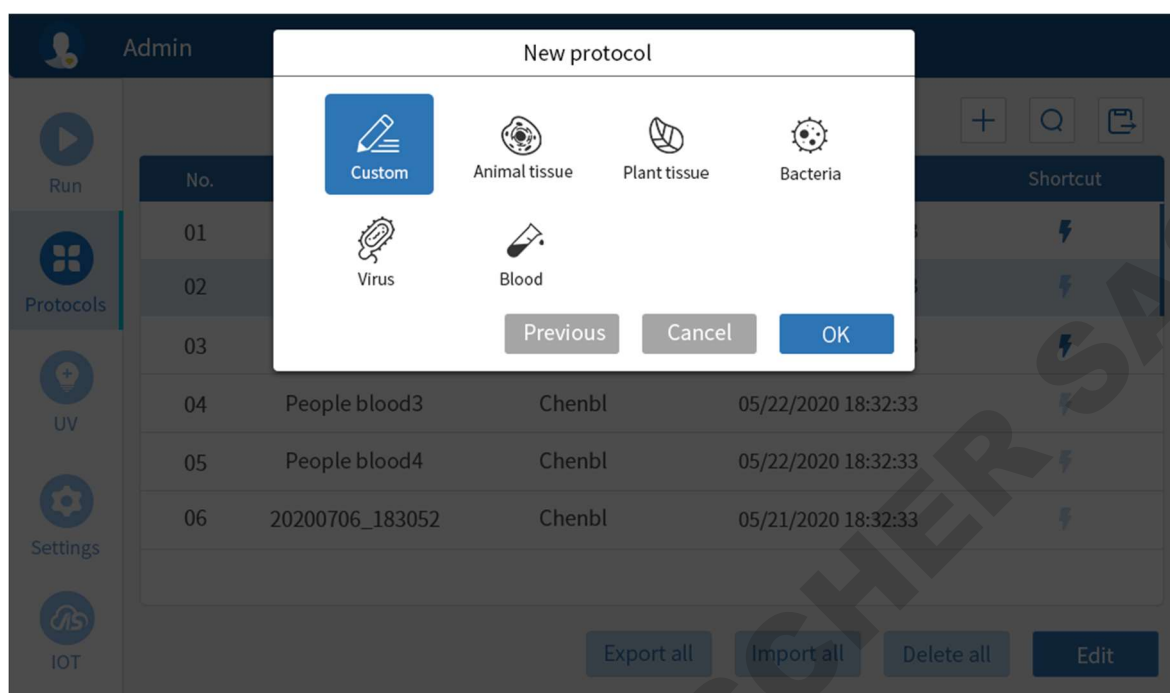 Admin
New protocol
Custom Animal tissue Plant tissue Bacteria
Virus Blood
Previous Cancel OK
Run
Protocols
UV
Settings
IOT
No. Shortcut
01
02
03
04 People blood3 Chenbl 05/22/2020 18:32:33
05 People blood4 Chenbl 05/22/2020 18:32:33
06 20200706_183052 Chenbl 05/21/2020 18:32:33
Export all Import all Delete all Edit